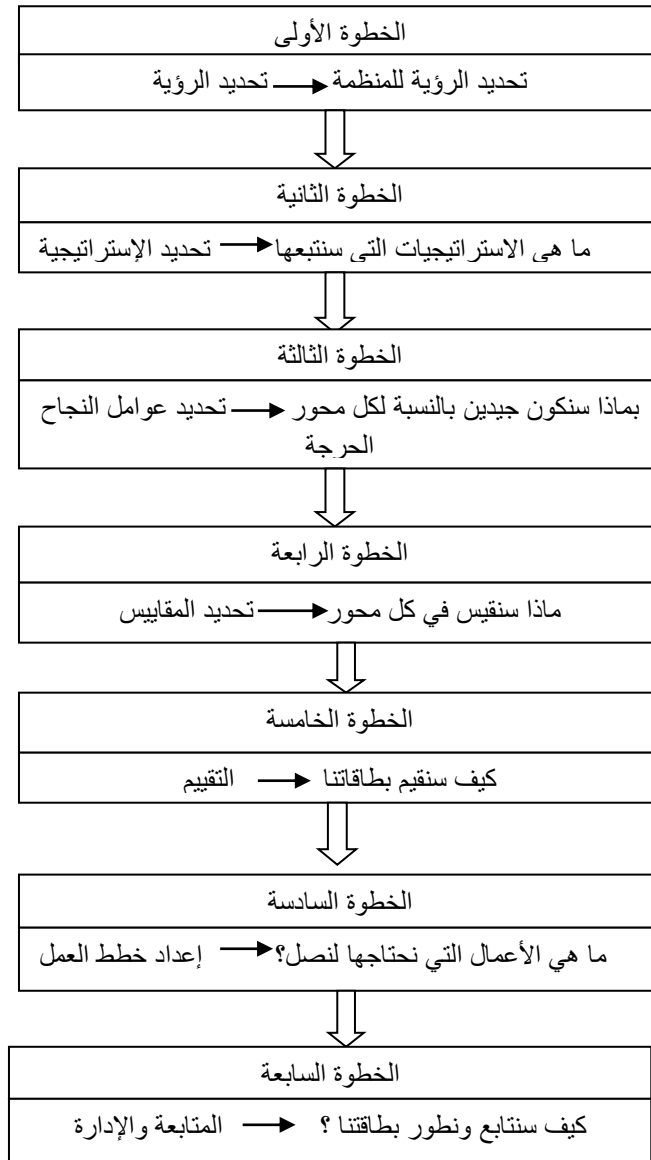 الخطوة الأولى
تحديد الرؤية للمنظمة تحديد الرؤية
الخطوة الثانية
ما هي الاستراتيجيات التي سنتبعها تحديد الإستراتيجية
الخطوة الثالثة
بماذا سنكون جيدين بالنسبة لكل محور تحديد عوامل النجاح
الحرجة
الخطوة الرابعة
ماذا سنقيس في كل محور تحديد المقاييس
الخطوة الخامسة
كيف سنقيم بطاقاتنا التقييم
الخطوة السادسة
ما هي الأعمال التي نحتاجها لنصل؟ إعداد خطط العمل
الخطوة السابعة
كيف سنتابع ونطور بطاقتنا ؟ المتابعة والإدارة